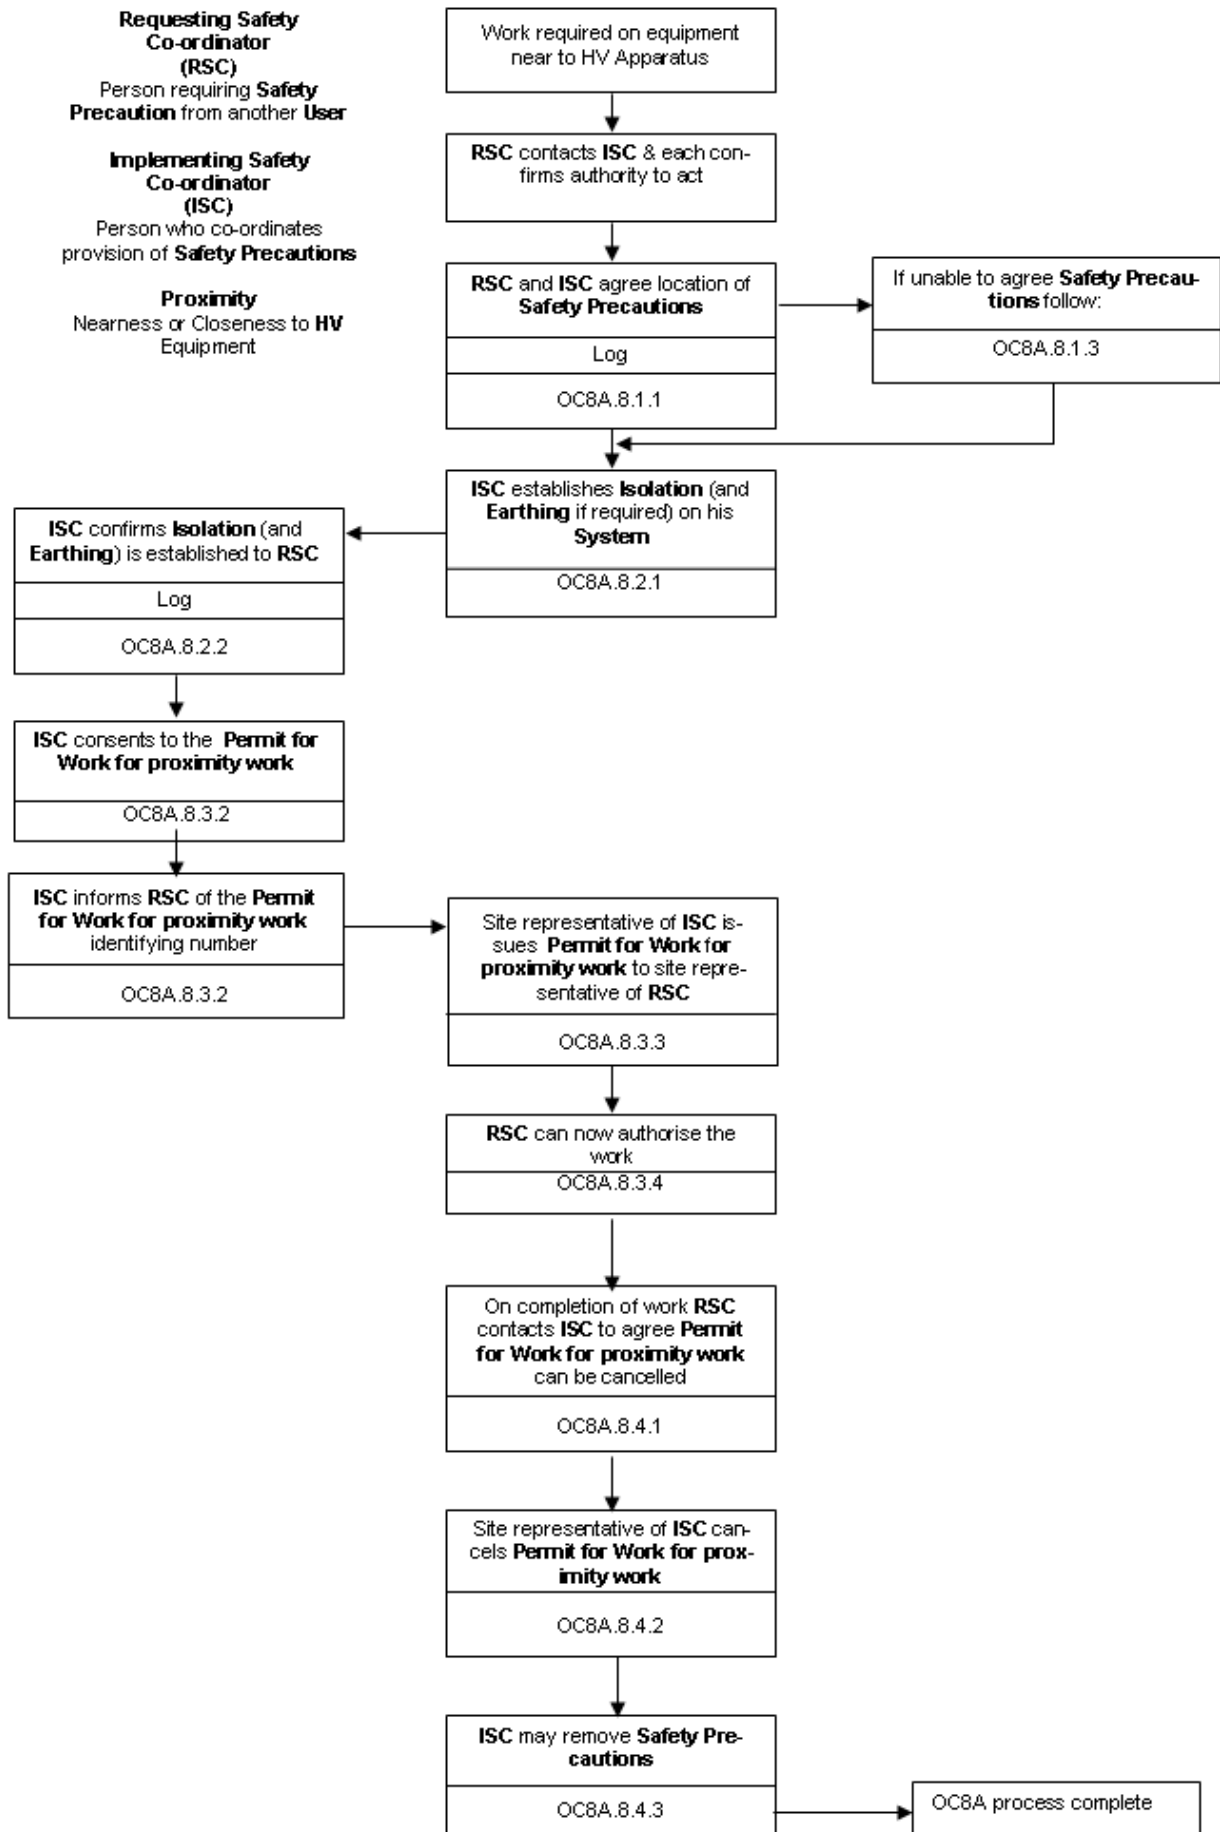 Requesting Safety
Co-ordinator
(RSC)
Person requiring Safety
Precaution from another User
Implementing Safety
Co-ordinator
(ISC)
Person who co-ordinates
provision of Safety Precautions
Proximity
Nearness or Closeness to HV
Equipment
Work required on equipment
near to HV Apparatus
RSC contacts ISC & each con-
firms authority to act
RSC and ISC agree location of
Safety Precautions
Log
OC8A.8.1.1
If unable to agree Safety Precau-
tions follow:
OC8A.8.1.3
ISC establishes Isolation (and
Earthing if required) on his
System
OC8A.8.2.1
ISC confirms Isolation (and
Earthing) is established to RSC
Log
OC8A.8.2.2
ISC consents to the Permit for
Work for proximity work
OC8A.8.3.2
ISC informs RSC of the Permit
for Work for proximity work
identifying number
OC8A.8.3.2
Site representative of ISC is-
sues Permit for Work for
proximity work to site repre-
sentative of RSC
OC8A.8.3.3
RSC can now authorise the
work
OC8A.8.3.4
On completion of work RSC
contacts ISC to agree Permit
for Work for proximity work
can be cancelled
OC8A.8.4.1
Site representative of ISC can-
cels Permit for Work for prox-
imity work
OC8A.8.4.2
ISC may remove Safety Pre-
cautions
OC8A.8.4.3
OC8A process complete